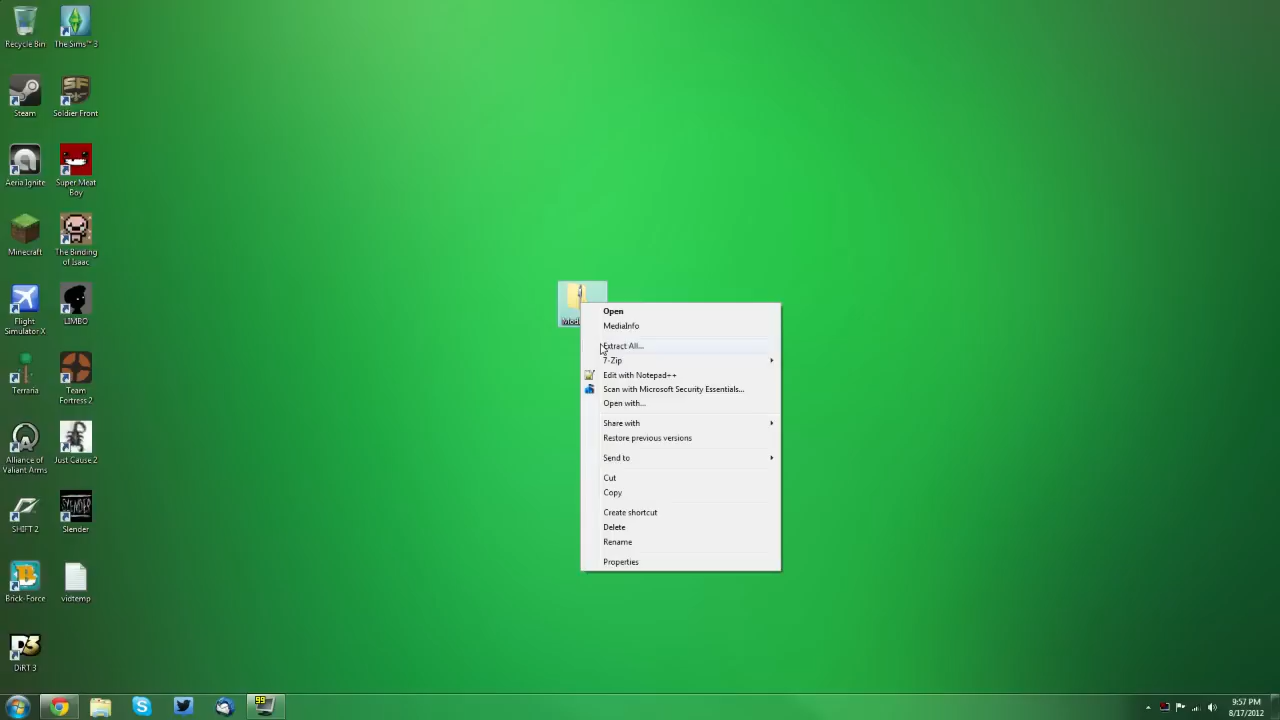 Recycle Bin
The Sims™ 3
Steam
Soldier Front
Aeria Ignite
Super Meat
Boy
Minecraft
The Binding
of Isaac
Flight
Simulator X
LIMBO
Terraria
Team
Fortress 2
Alliance of
Valiant Arms
Just Cause 2
SHIFT 2
SLENDER
Slender
Brick-Force
vidtemp
DiRT 3
Open
MediaInfo
Extract All...
7-Zip
Edit with Notepad++
Scan with Microsoft Security Essentials...
Open with...
Share with
Restore previous versions
Send to
Cut
Copy
Create shortcut
Delete
Rename
Properties
99
9:57 PM
8/17/2012